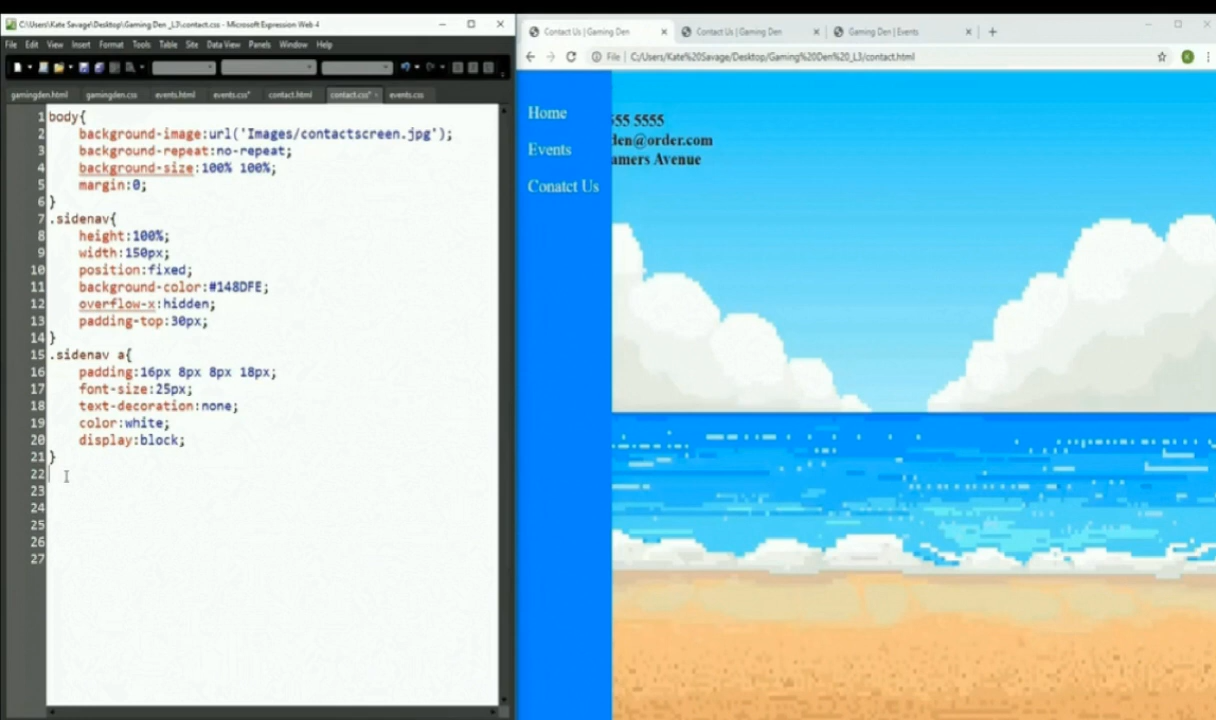 C:\Users\Kate Savage\Desktop\Gaming Den _L3\contact.css - Microsoft Expression Web 4
File Edit View Insert Format Tools Table Site Data View Panels Window Help
gamingden.html gamingden.css events.html events.css* contact.html contact.css* × events.css
1 body{
2 background-image:url('Images/contactscreen.jpg');
3 background-repeat:no-repeat;
4 background-size:100% 100%;
5 margin:0;
6 }
7 .sidenav{
8 height:100%;
9 width:150px;
10 position:fixed;
11 background-color:#148DFE;
12 overflow-x:hidden;
13 padding-top:30px;
14 }
15 .sidenav a{
16 padding:16px 8px 8px 18px;
17 font-size:25px;
18 text-decoration:none;
19 color:white;
20 display:block;
21 }
22
23
24
25
26
27
Contact Us | Gaming Den
Contact Us | Gaming Den
Gaming Den | Events
File | C:/Users/Kate%20Savage/Desktop/Gaming%20Den%20_L3/contact.html
K
Home
Events
Conatct Us
555 5555
den@order.com
amers Avenue